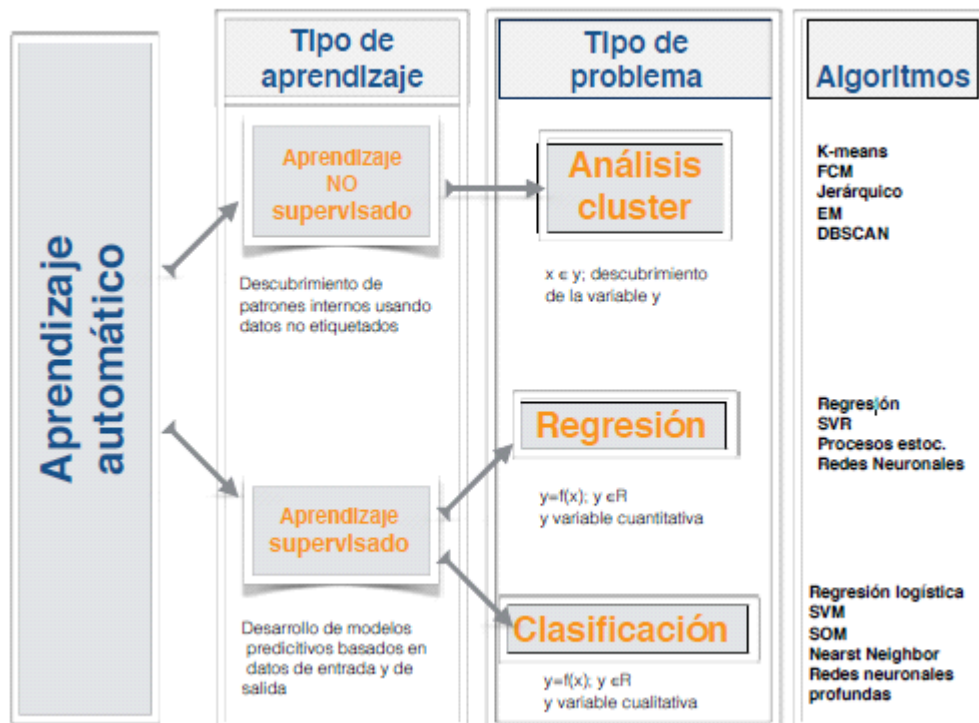 Aprendizaje
automático
Tipo de
aprendizaje
Aprendizaje
NO
supervisado
Descubrimiento de
patrones internos usando
datos no etiquetados
Aprendizaje
supervisado
Desarrollo de modelos
predicitivos basados en
datos de entrada y de
salida
Tipo de
problema
Análisis
cluster
x ∈ y; descubrimiento
de la variable y
Regresión
y=f(x); y ∈R
y variable cuantitativa
Clasificación
y=f(x); y ∈R
y variable cualitativa
Algoritmos
K-means
FCM
Jerárquico
EM
DBSCAN
Regresión
SVR
Procesos estoc.
Redes Neuronales
Regresión logística
SVM
SOM
Nearst Neighbor
Redes neuronales
profundas